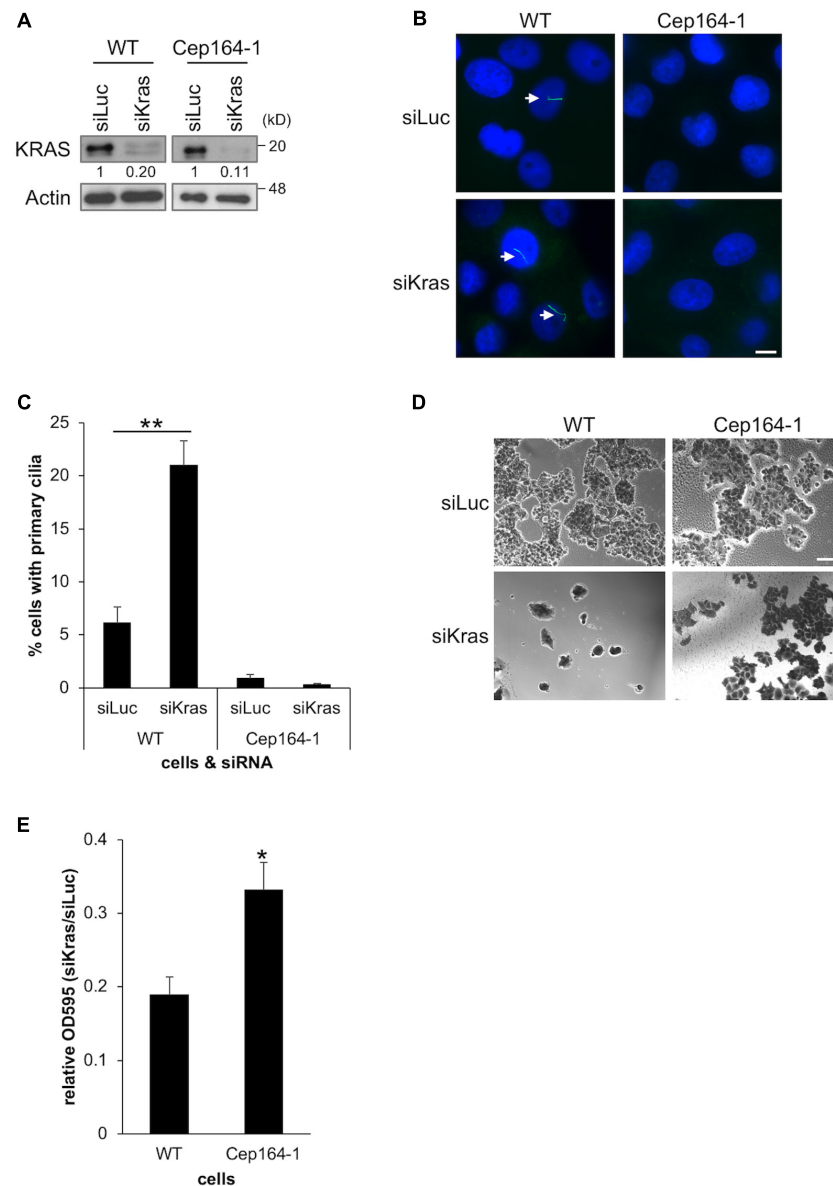 A
WT Cep164-1
siLuc siKras siLuc siKras (kD)
KRAS 20
1 0.20 1 0.11
Actin 48
B
WT Cep164-1
siLuc
siKras
C
25
20
15
10
5
0
% cells with primary cilia
**
siLuc siKras siLuc siKras
WT Cep164-1
cells & siRNA
D
WT Cep164-1
siLuc
siKras
E
0.4
0.3
0.2
0.1
0
relative OD595 (siKras/siLuc)
*
WT Cep164-1
cells